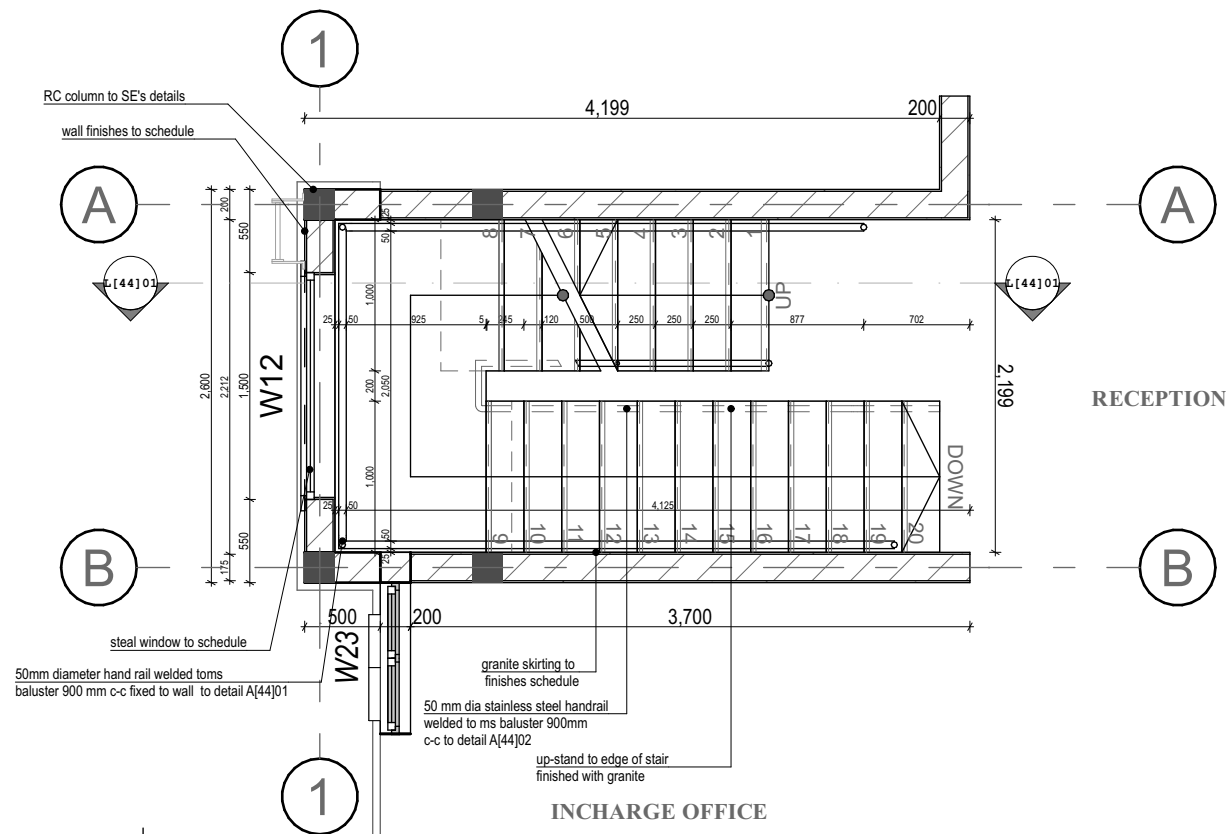 1
RC column to SE's details
4,199
200
wall finishes to schedule
A
A
200
25
550
50
8
7
6
5
4
3
2
1
L[44]01
L[44]01
UP
1,000
25
50
925
5
245
120
500
250
250
250
877
702
W12
2,600
2,212
1,500
200
2,050
2,199
RECEPTION
DOWN
1,000
25
50
4,125
9
10
11
12
13
14
15
16
17
18
19
20
50
25
550
175
B
B
500
200
3,700
W23
steal window to schedule
50mm diameter hand rail welded toms
baluster 900 mm c-c fixed to wall to detail A[44]01
granite skirting to
finishes schedule
50 mm dia stainless steel handrail
welded to ms baluster 900mm
c-c to detail A[44]02
up-stand to edge of stair
finished with granite
1
INCHARGE OFFICE